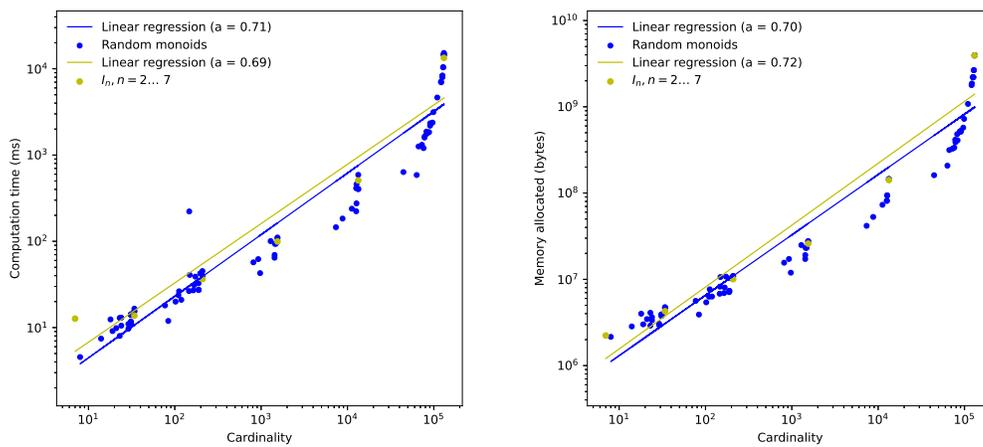 Linear regression (a = 0.71)
Random monoids
Linear regression (a = 0.69)
I_n, n = 2... 7
10^4
10^3
10^2
10^1
Computation time (ms)
10^1
10^2
10^3
10^4
10^5
Cardinality
Linear regression (a = 0.70)
Random monoids
Linear regression (a = 0.72)
I_n, n = 2... 7
10^10
10^9
10^8
10^7
10^6
Memory allocated (bytes)
10^1
10^2
10^3
10^4
10^5
Cardinality